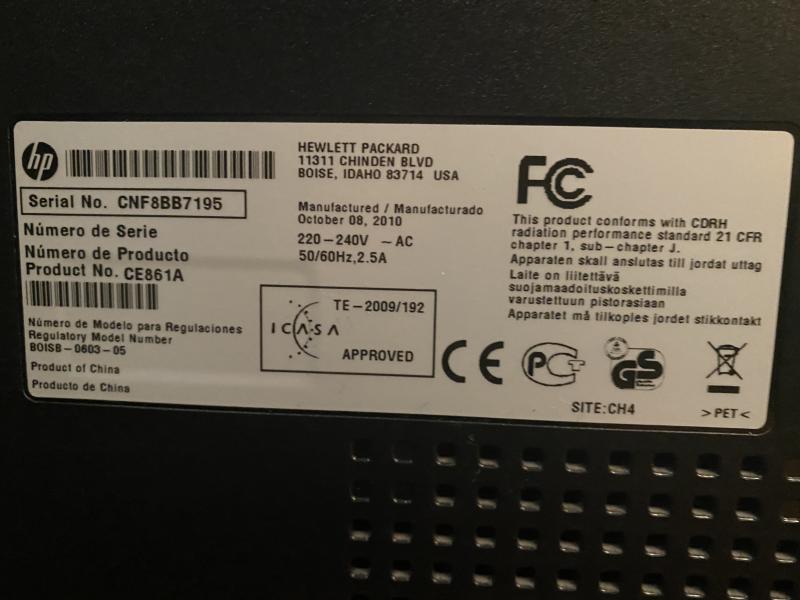 hp
Serial No. CNF8BB7195
Número de Serie
Número de Producto
Product No. CE861A
Número de Modelo para Regulaciones
Regulatory Model Number
BOISB-0603-05
Product of China
Producto de China
HEWLETT PACKARD
11311 CHINDEN BLVD
BOISE, IDAHO 83714 USA
Manufactured / Manufacturado
October 08, 2010
220-240V ~AC
50/60Hz,2.5A
TE-2009/192
ICASA
APPROVED
FC
This product conforms with CDRH
radiation performance standard 21 CFR
chapter 1, sub-chapter J.
Apparaten skall anslutas till jordat uttag
Laite on liitettävä
suojamaadoituskoskettimilla
varustettuun pistorasiaan
Apparatet må tilkoples jordet stikkontakt
CE
PCT
GS
SITE:CH4
>PET<